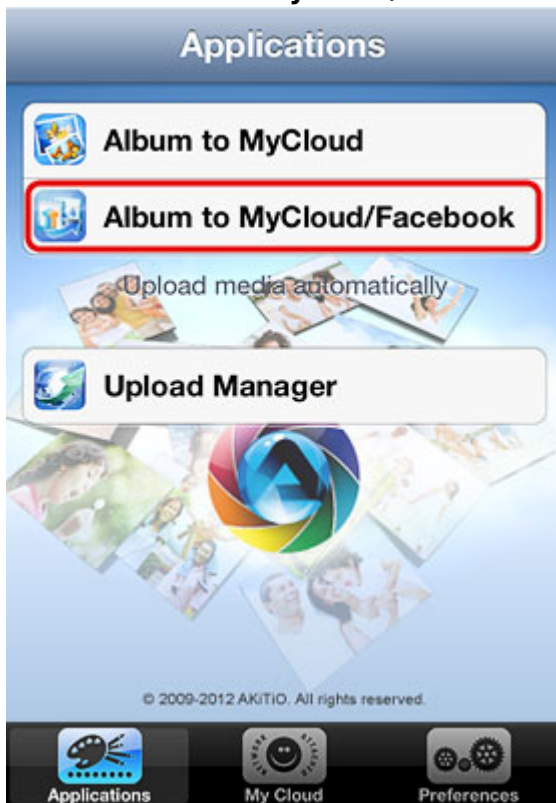 Applications
Album to MyCloud
Album to MyCloud/Facebook
Upload media automatically
Upload Manager
© 2009-2012 AKiTiO. All rights reserved.
Applications
My Cloud
Preferences